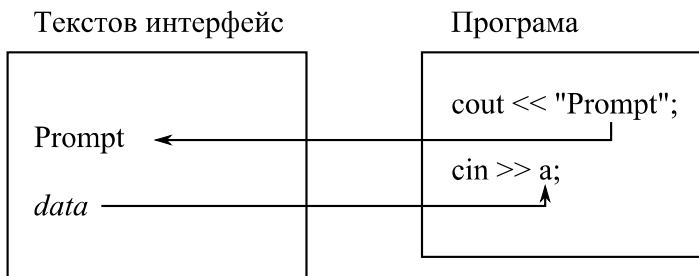 Текстов интерфейс
Prompt
data
Програма
cout << "Prompt";
cin >> a;